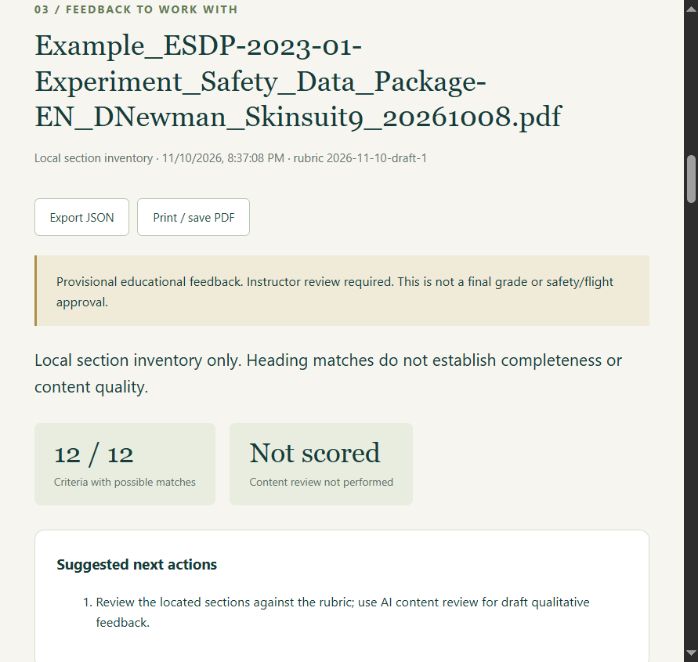 03 / FEEDBACK TO WORK WITH
Example_ESDP-2023-01-
Experiment_Safety_Data_Package-
EN_DNewman_Skinsuit9_20261008.pdf
Local section inventory · 11/10/2026, 8:37:08 PM · rubric 2026-11-10-draft-1
Export JSON
Print / save PDF
Provisional educational feedback. Instructor review required. This is not a final grade or safety/flight
approval.
Local section inventory only. Heading matches do not establish completeness or
content quality.
12 / 12
Criteria with possible matches
Not scored
Content review not performed
Suggested next actions
1. Review the located sections against the rubric; use AI content review for draft qualitative
feedback.